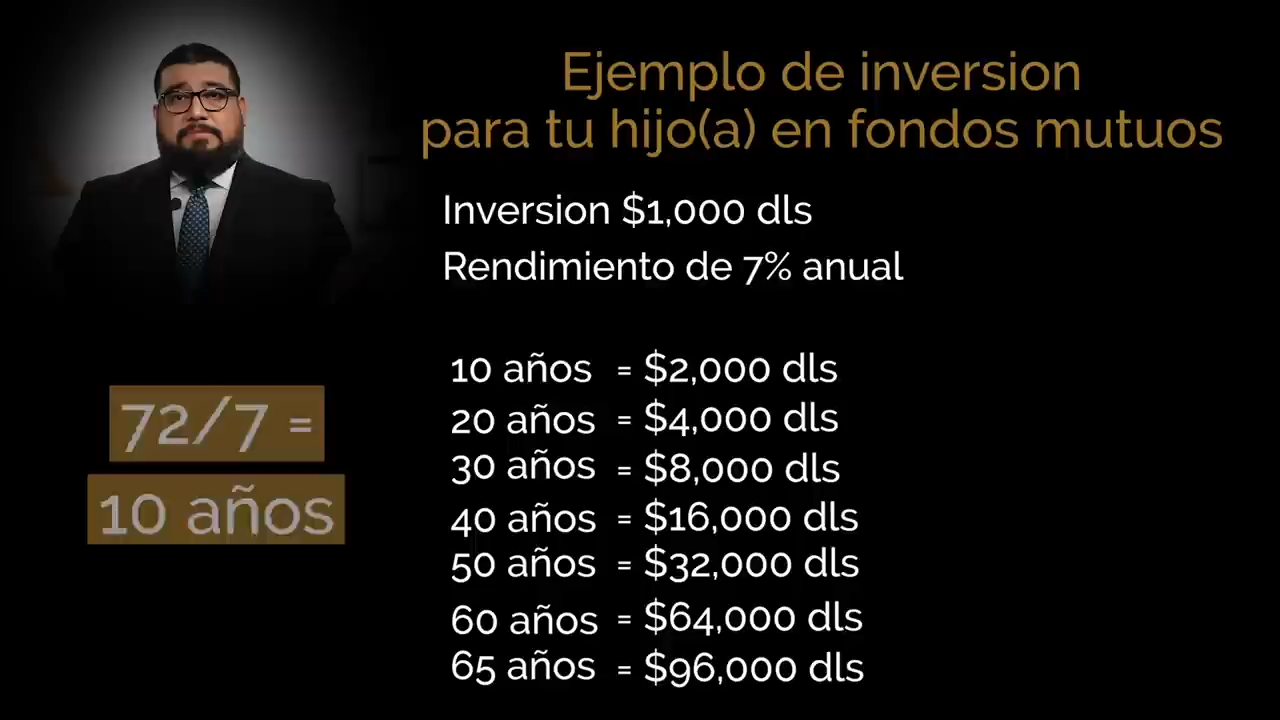 Ejemplo de inversion
para tu hijo(a) en fondos mutuos
Inversion $1,000 dls
Rendimiento de 7% anual
72/7 =
10 años
10 años = $2,000 dls
20 años = $4,000 dls
30 años = $8,000 dls
40 años = $16,000 dls
50 años = $32,000 dls
60 años = $64,000 dls
65 años = $96,000 dls